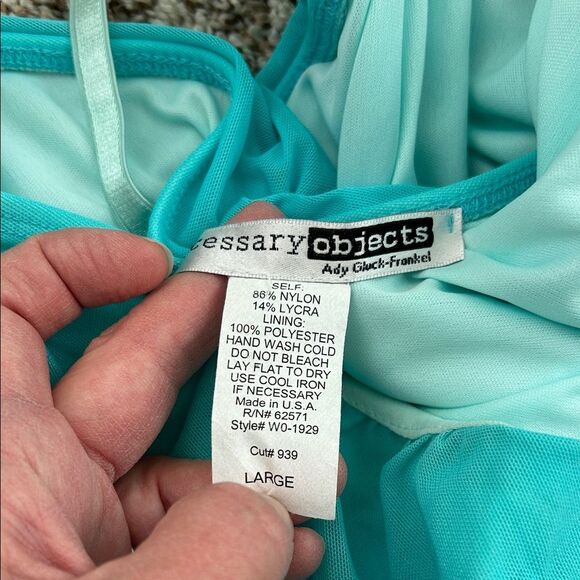 cessary objects
Ady Gluck-Frankel
SELF:
86% NYLON
14% LYCRA
LINING:
100% POLYESTER
HAND WASH COLD
DO NOT BLEACH
LAY FLAT TO DRY
USE COOL IRON
IF NECESSARY
Made in U.S.A.
R/N# 62571
Style# W0-1929
Cut# 939
LARGE